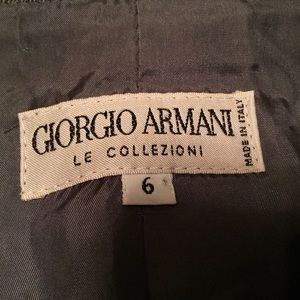 GIORGIO ARMANI
LE COLLEZIONI
MADE IN ITALY
6